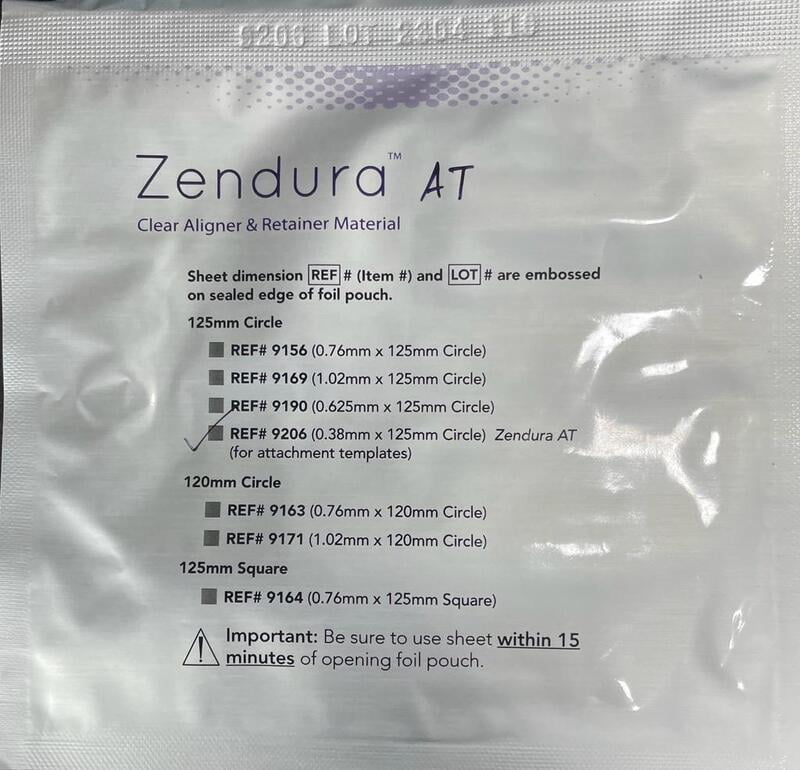 9206 LOT 2304 110
Zendura™ AT
Clear Aligner & Retainer Material
Sheet dimension REF # (Item #) and LOT # are embossed
on sealed edge of foil pouch.
125mm Circle
REF# 9156 (0.76mm x 125mm Circle)
REF# 9169 (1.02mm x 125mm Circle)
REF# 9190 (0.625mm x 125mm Circle)
REF# 9206 (0.38mm x 125mm Circle) Zendura AT
(for attachment templates)
120mm Circle
REF# 9163 (0.76mm x 120mm Circle)
REF# 9171 (1.02mm x 120mm Circle)
125mm Square
REF# 9164 (0.76mm x 125mm Square)
Important: Be sure to use sheet within 15
minutes of opening foil pouch.